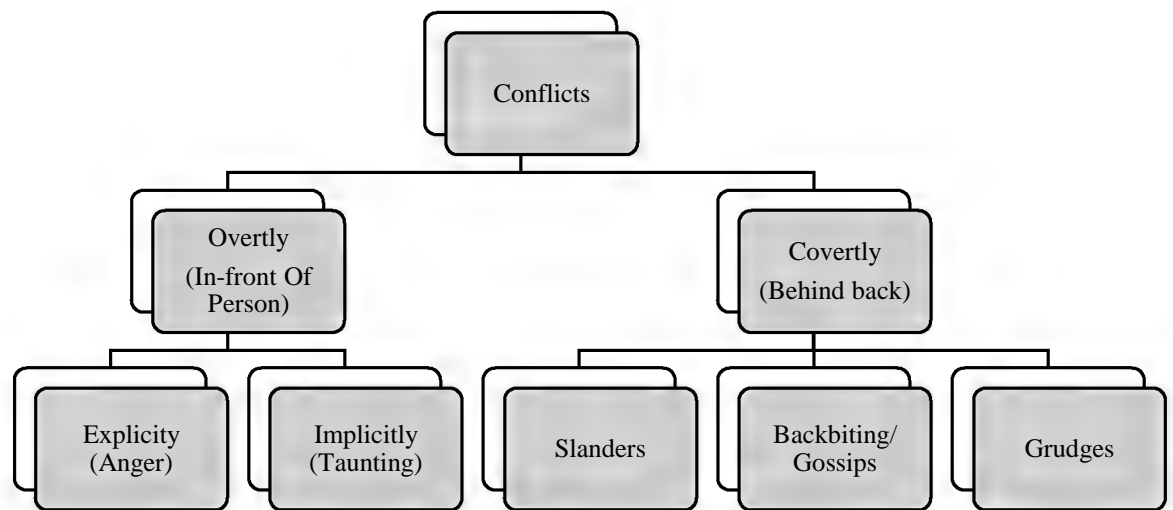 Conflicts
Overtly
(In-front Of
Person)
Covertly
(Behind back)
Explicity
(Anger)
Implicitly
(Taunting)
Slanders
Backbiting/
Gossips
Grudges